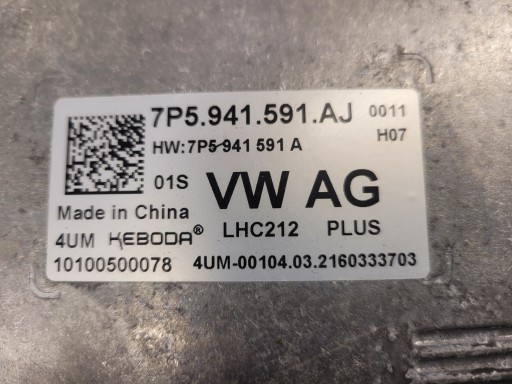 7P5.941.591.AJ 0011
HW:7P5 941 591 A H07
01S VW AG
Made in China
4UM KEBODA® LHC212 PLUS
10100500078 4UM-00104.03.2160333703